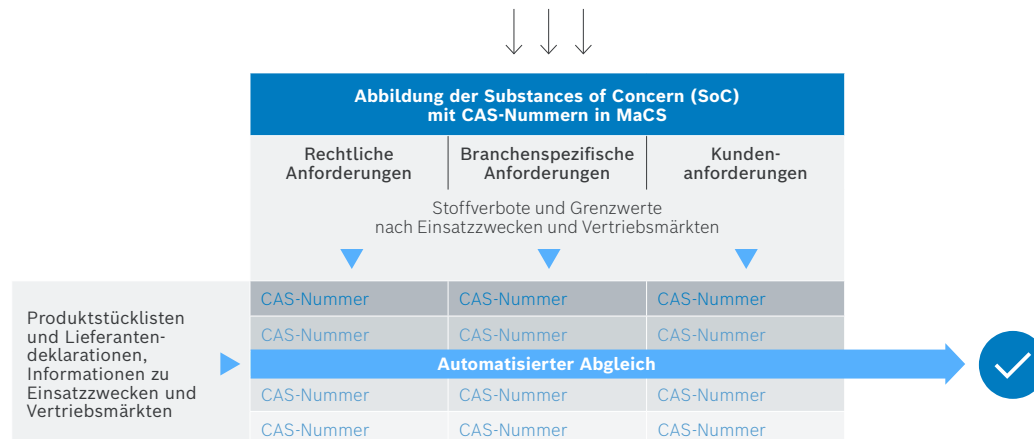 Abbildung der Substances of Concern (SoC)
mit CAS-Nummern in MaCS
Rechtliche
Anforderungen
Branchenspezifische
Anforderungen
Kunden-
anforderungen
Stoffverbote und Grenzwerte
nach Einsatzzwecken und Vertriebsmärkten
Produktstücklisten
und Lieferanten-
deklarationen,
Informationen zu
Einsatzzwecken und
Vertriebsmärkten
CAS-Nummer CAS-Nummer CAS-Nummer
CAS-Nummer CAS-Nummer CAS-Nummer
Automatisierter Abgleich
CAS-Nummer CAS-Nummer CAS-Nummer
CAS-Nummer CAS-Nummer CAS-Nummer